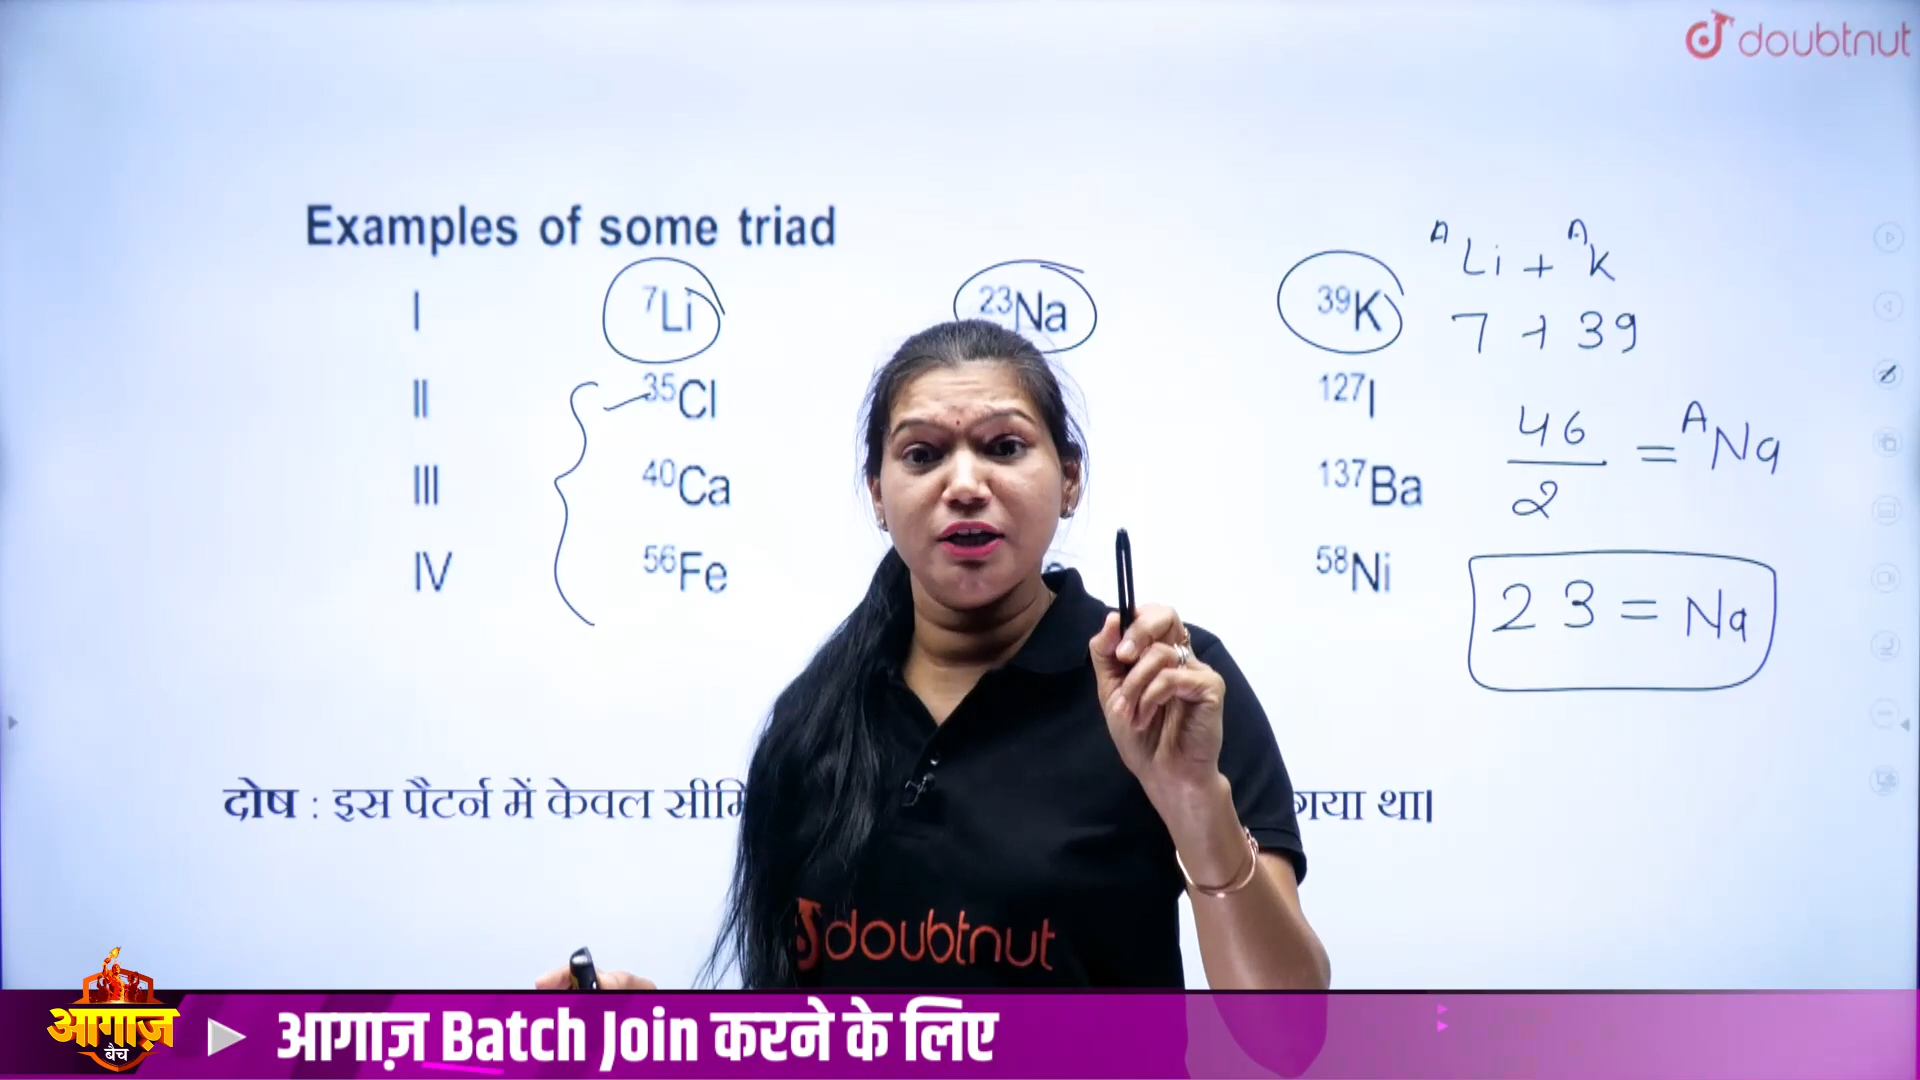 doubtnut
Examples of some triad
I ⁷Li ²³Na ³⁹K
II ³⁵Cl ¹²⁷I
III ⁴⁰Ca ¹³⁷Ba
IV ⁵⁶Fe ⁵⁸Ni
ᴬLi + ᴬK
7 + 39
46
2
= ᴬNa
23 = Na
दोष : इस पैटर्न में केवल गया था।
doubtnut
आगाज़
बैच
आगाज़ Batch Join करने के लिए